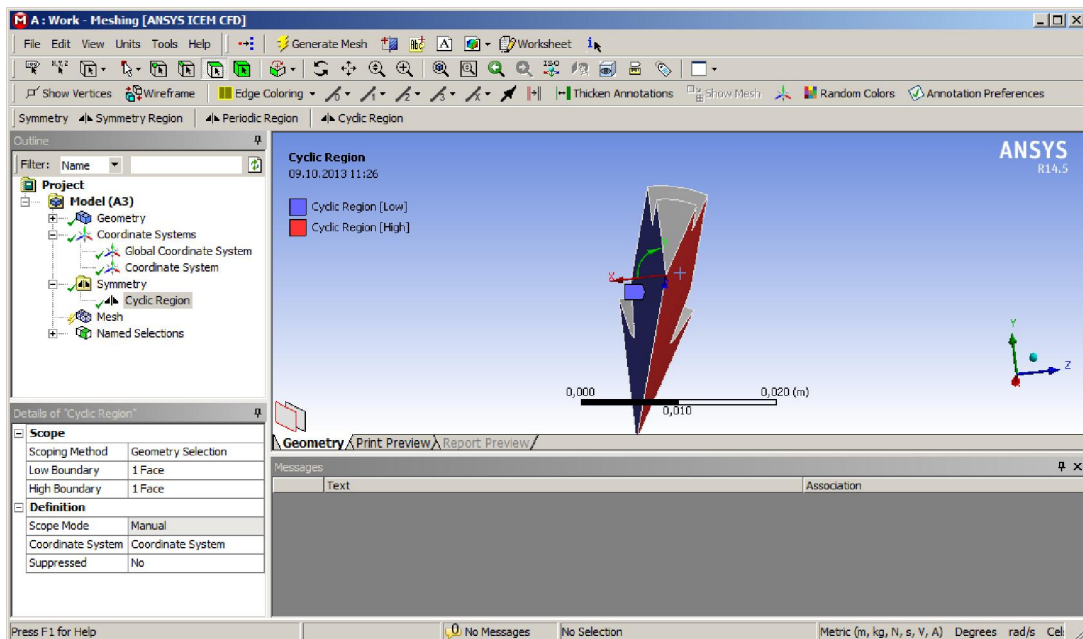 A : Work - Meshing [ANSYS ICEM CFD]
File Edit View Units Tools Help Generate Mesh A Worksheet i
Show Vertices Wireframe Edge Coloring Thicken Annotations Show Mesh Random Colors Annotation Preferences
Symmetry Symmetry Region Periodic Region Cyclic Region
Outline
Filter: Name
Project
Model (A3)
Geometry
Coordinate Systems
Global Coordinate System
Coordinate System
Symmetry
Cyclic Region
Mesh
Named Selections
Details of "Cyclic Region"
Scope
Scoping Method Geometry Selection
Low Boundary 1 Face
High Boundary 1 Face
Definition
Scope Mode Manual
Coordinate System Coordinate System
Suppressed No
Cyclic Region
09.10.2013 11:26
Cyclic Region [Low]
Cyclic Region [High]
ANSYS
R14.5
X
Y
Z
0,000
0,010
0,020 (m)
Geometry Print Preview Report Preview
Messages
Text Association
Press F1 for Help
0 No Messages No Selection Metric (m, kg, N, s, V, A) Degrees rad/s Cel